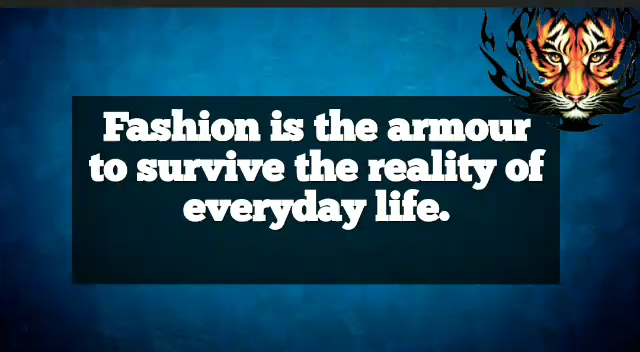 Fashion is the armour
to survive the reality of
everyday life.